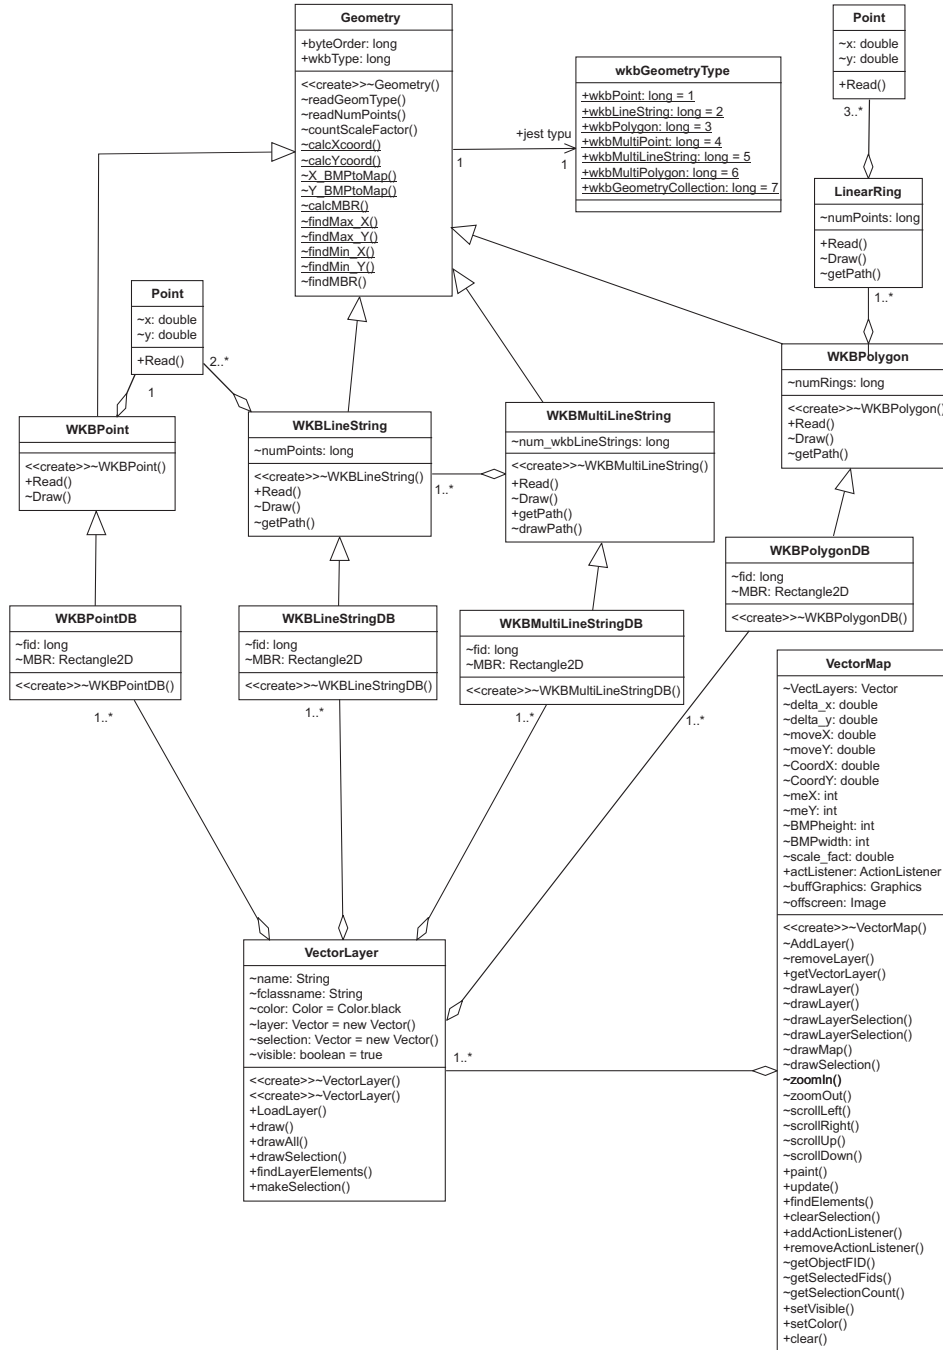 Geometry
+byteOrder: long
+wkbType: long
<<create>>~Geometry()
~readGeomType()
~readNumPoints()
~countScaleFactor()
~calcXcoord()
~calcYcoord()
~X_BMPtoMap()
~Y_BMPtoMap()
~calcMBR()
~findMax_X()
~findMax_Y()
~findMin_X()
~findMin_Y()
~findMBR()
+jest typu
1
1
wkbGeometryType
+wkbPoint: long = 1
+wkbLineString: long = 2
+wkbPolygon: long = 3
+wkbMultiPoint: long = 4
+wkbMultiLineString: long = 5
+wkbMultiPolygon: long = 6
+wkbGeometryCollection: long = 7
Point
~x: double
~y: double
+Read()
3..*
LinearRing
~numPoints: long
+Read()
~Draw()
~getPath()
1..*
Point
~x: double
~y: double
+Read()
1
2..*
WKBPoint
<<create>>~WKBPoint()
+Read()
~Draw()
WKBLineString
~numPoints: long
<<create>>~WKBLineString()
+Read()
~Draw()
~getPath()
1..*
WKBMultiLineString
~num_wkbLineStrings: long
<<create>>~WKBMultiLineString()
+Read()
~Draw()
+getPath()
~drawPath()
WKBPolygon
~numRings: long
<<create>>~WKBPolygon()
+Read()
~Draw()
~getPath()
WKBPointDB
~fid: long
~MBR: Rectangle2D
<<create>>~WKBPointDB()
1..*
WKBLineStringDB
~fid: long
~MBR: Rectangle2D
<<create>>~WKBLineStringDB()
1..*
WKBMultiLineStringDB
~fid: long
~MBR: Rectangle2D
<<create>>~WKBMultiLineStringDB()
1..*
WKBPolygonDB
~fid: long
~MBR: Rectangle2D
<<create>>~WKBPolygonDB()
1..*
VectorLayer
~name: String
~fclassname: String
~color: Color = Color.black
~layer: Vector = new Vector()
~selection: Vector = new Vector()
~visible: boolean = true
<<create>>~VectorLayer()
<<create>>~VectorLayer()
+LoadLayer()
+draw()
+drawAll()
+drawSelection()
+findLayerElements()
+makeSelection()
1..*
VectorMap
~VectLayers: Vector
~delta_x: double
~delta_y: double
~moveX: double
~moveY: double
~CoordX: double
~CoordY: double
~meX: int
~meY: int
~BMPheight: int
~BMPwidth: int
~scale_fact: double
+actListener: ActionListener
~buffGraphics: Graphics
~offscreen: Image
<<create>>~VectorMap()
~AddLayer()
~removeLayer()
+getVectorLayer()
~drawLayer()
~drawLayer()
~drawLayerSelection()
~drawLayerSelection()
~drawMap()
~drawSelection()
~zoomIn()
~zoomOut()
~scrollLeft()
~scrollRight()
~scrollUp()
~scrollDown()
+paint()
+update()
+findElements()
+clearSelection()
+addActionListener()
+removeActionListener()
~getObjectFID()
~getSelectedFids()
~getSelectionCount()
+setVisible()
+setColor()
+clear()